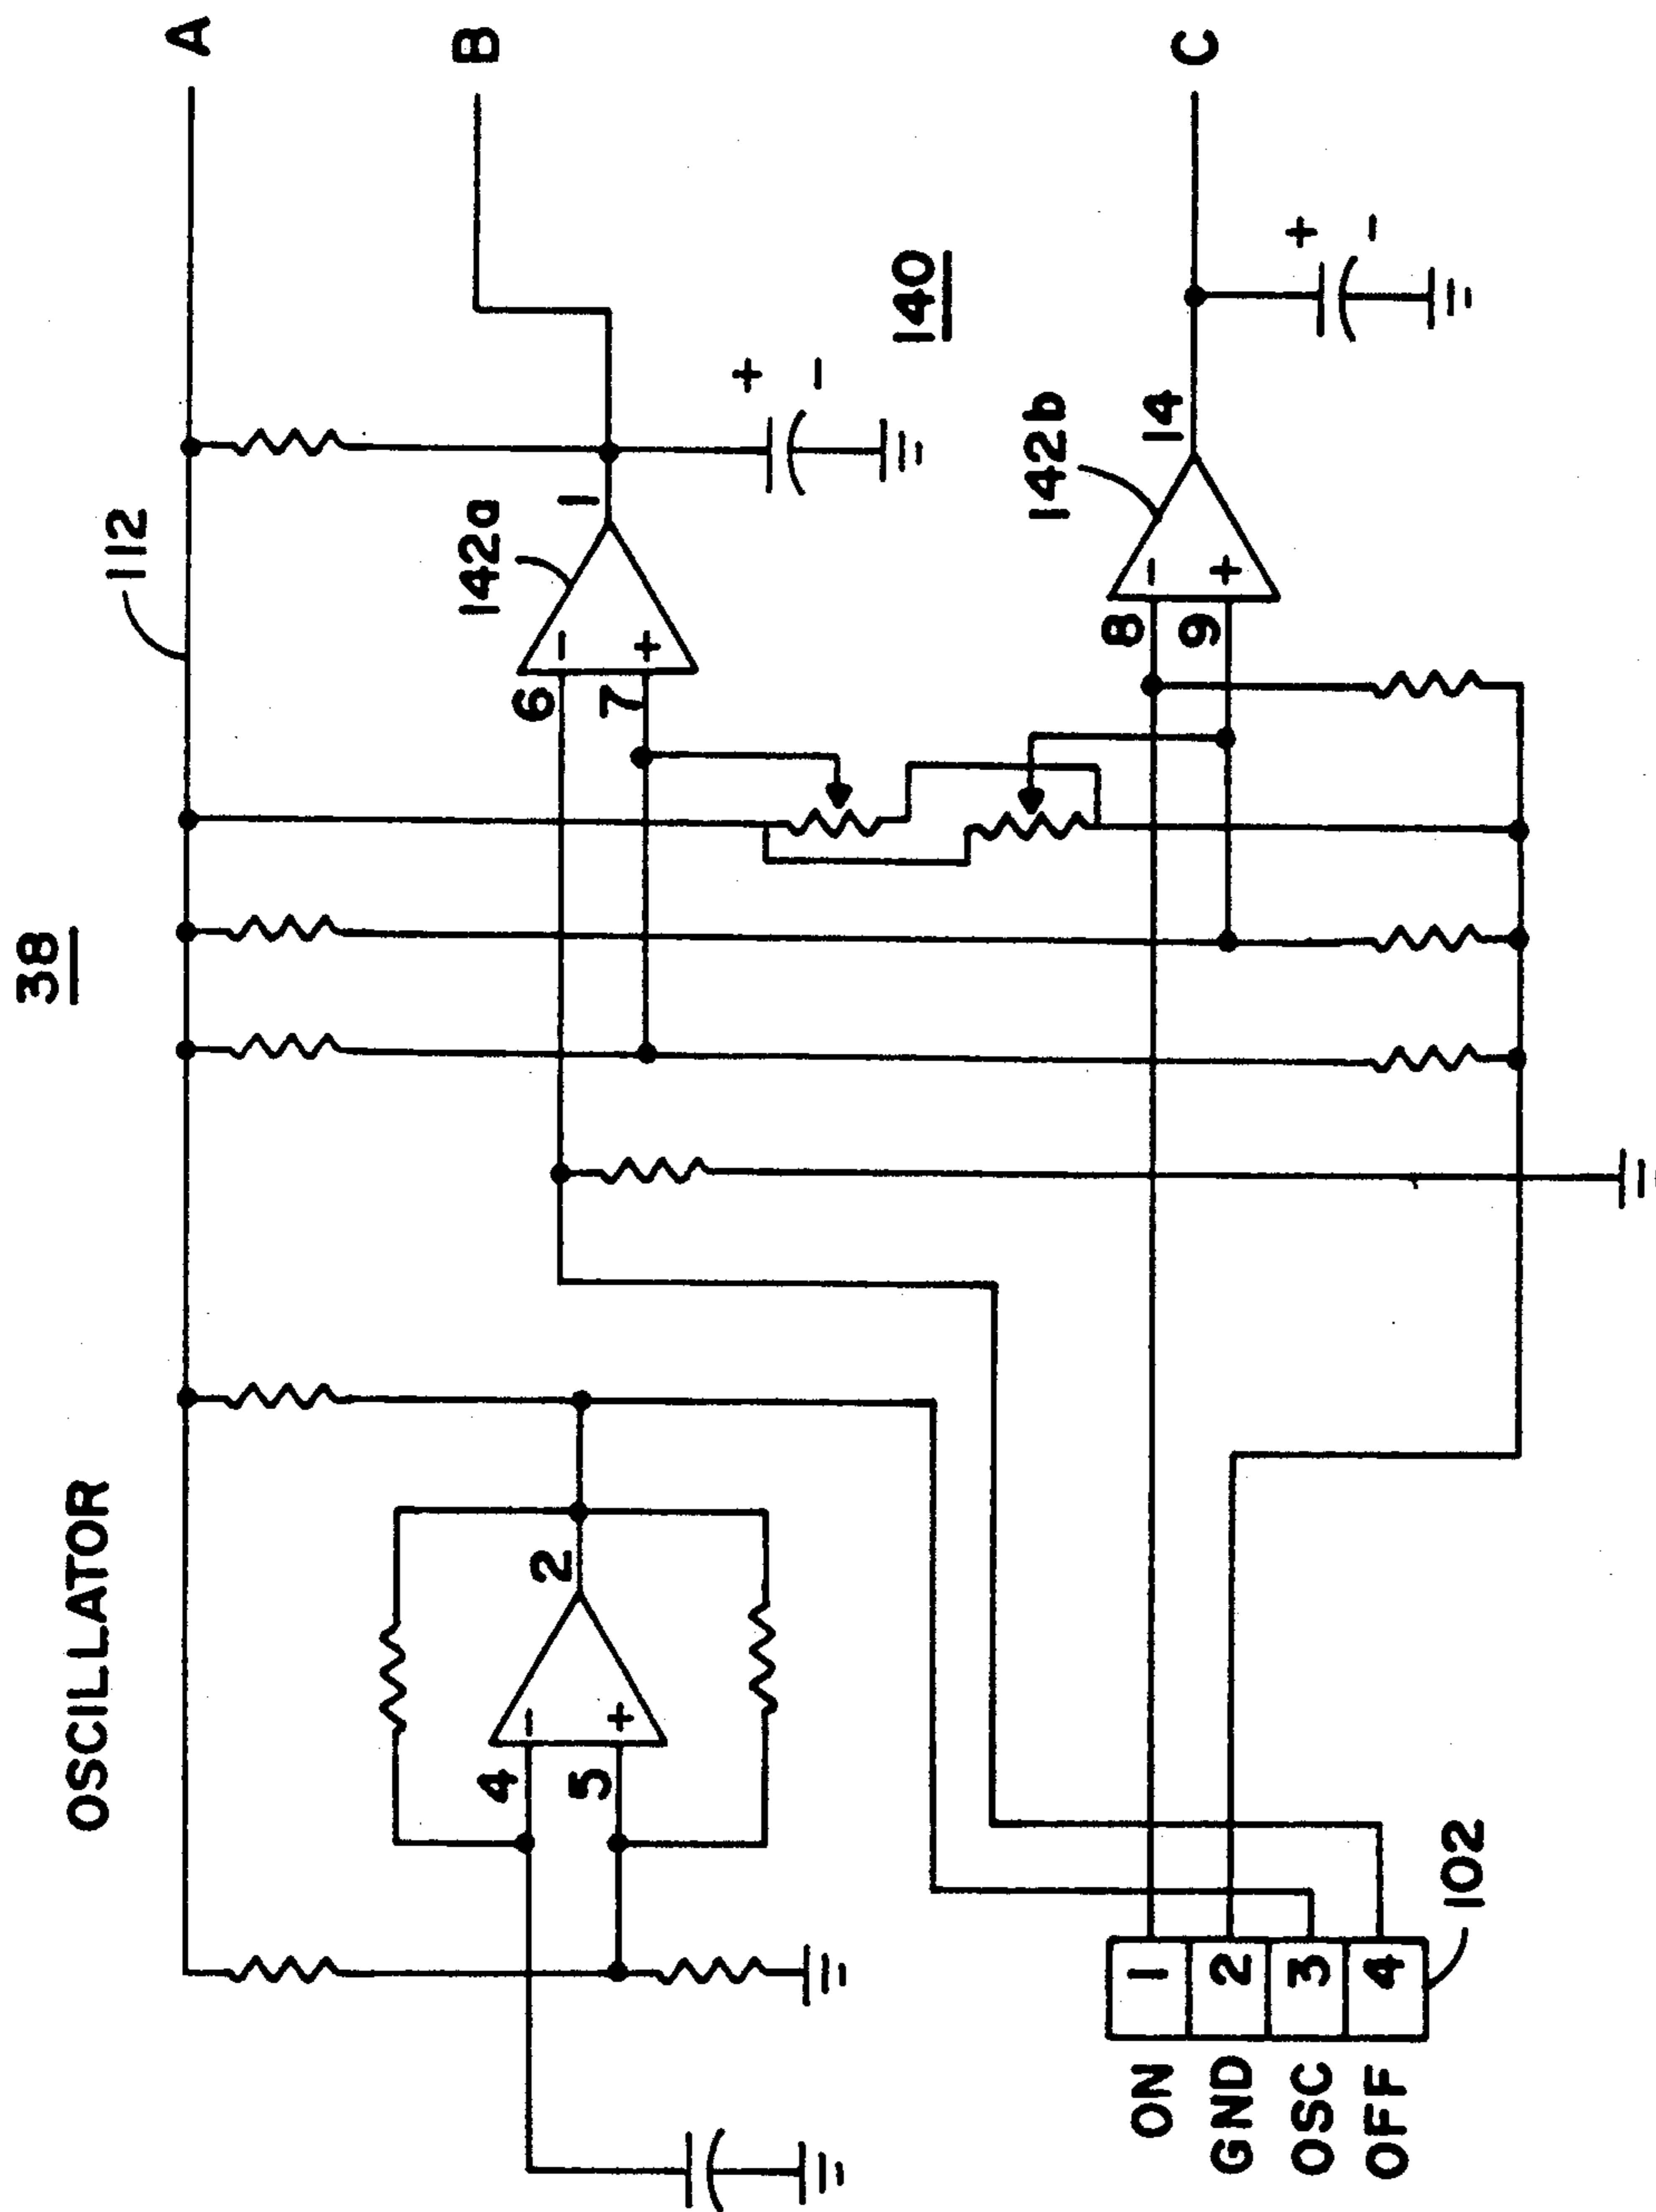 38
OSCILLATOR
112
A
B
C
140
142a
142b
4
5
2
-
+
6
7
1
-
+
8
9
14
-
+
+
-
+
-
ON 1
GND 2
OSC 3
OFF 4
102